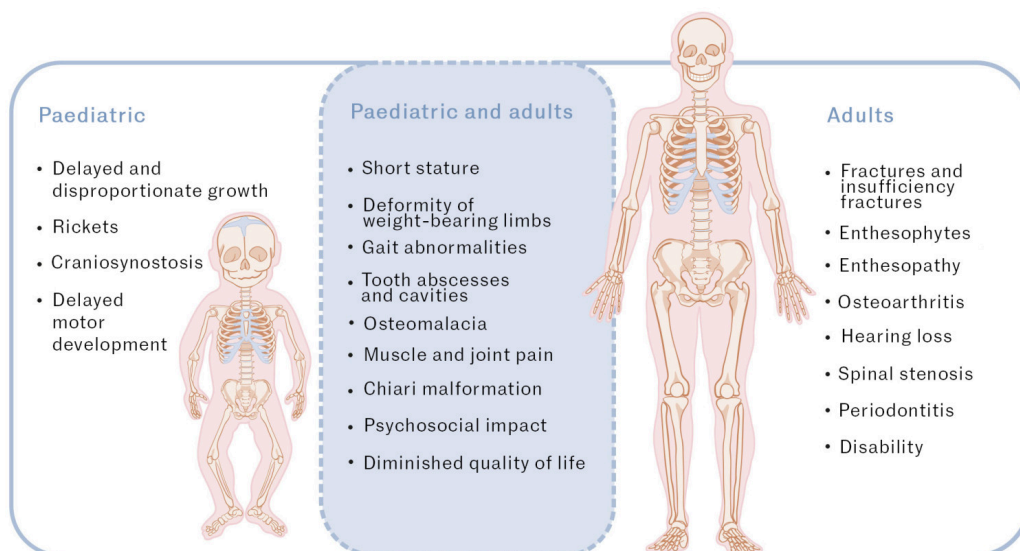 Paediatric
• Delayed and
disproportionate growth
• Rickets
• Craniosynostosis
• Delayed
motor
development
Paediatric and adults
• Short stature
• Deformity of
weight-bearing limbs
• Gait abnormalities
• Tooth abscesses
and cavities
• Osteomalacia
• Muscle and joint pain
• Chiari malformation
• Psychosocial impact
• Diminished quality of life
Adults
• Fractures and
insufficiency
fractures
• Enthesophytes
• Enthesopathy
• Osteoarthritis
• Hearing loss
• Spinal stenosis
• Periodontitis
• Disability